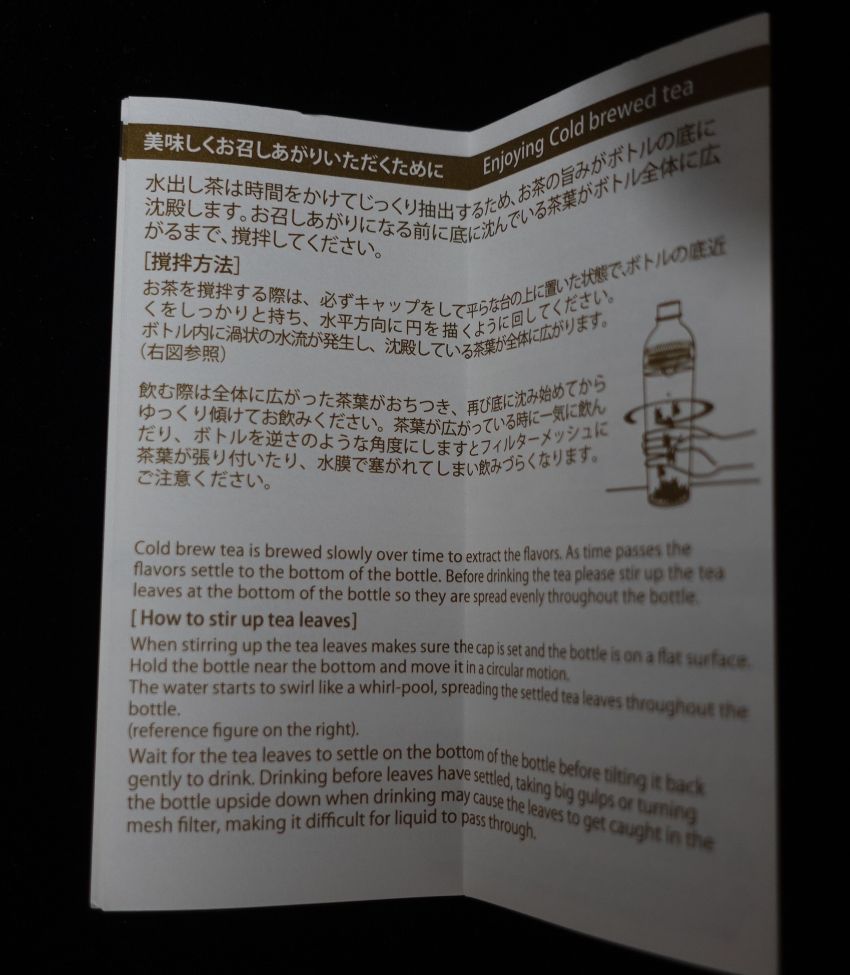 美味しくお召しあがりいただくために
Enjoying Cold brewed tea
水出し茶は時間をかけてじっくり抽出するため、お茶の旨みがボトルの底に
沈殿します。お召しあがりになる前に底に沈んでいる茶葉がボトル全体に広
がるまで、撹拌してください。
[撹拌方法]
お茶を撹拌する際は、必ずキャップをして平らな台の上に置いた状態で、ボトルの底近
くをしっかりと持ち、水平方向に円を描くように回してください。
ボトル内に渦状の水流が発生し、沈殿している茶葉が全体に広がります。
（右図参照）
飲む際は全体に広がった茶葉がおちつき、再び底に沈み始めてから
ゆっくり傾けてお飲みください。茶葉が広がっている時に一気に飲ん
だり、ボトルを逆さのような角度にしますとフィルターメッシュに
茶葉が張り付いたり、水膜で塞がれてしまい飲みづらくなります。
ご注意ください。
Cold brew tea is brewed slowly over time to extract the flavors. As time passes the
flavors settle to the bottom of the bottle. Before drinking the tea please stir up the tea
leaves at the bottom of the bottle so they are spread evenly throughout the bottle.
[ How to stir up tea leaves]
When stirring up the tea leaves makes sure the cap is set and the bottle is on a flat surface.
Hold the bottle near the bottom and move it in a circular motion.
The water starts to swirl like a whirl-pool, spreading the settled tea leaves throughout the
bottle.
(reference figure on the right).
Wait for the tea leaves to settle on the bottom of the bottle before tilting it back
gently to drink. Drinking before leaves have settled, taking big gulps or turning
the bottle upside down when drinking may cause the leaves to get caught in the
mesh filter, making it difficult for liquid to pass through.